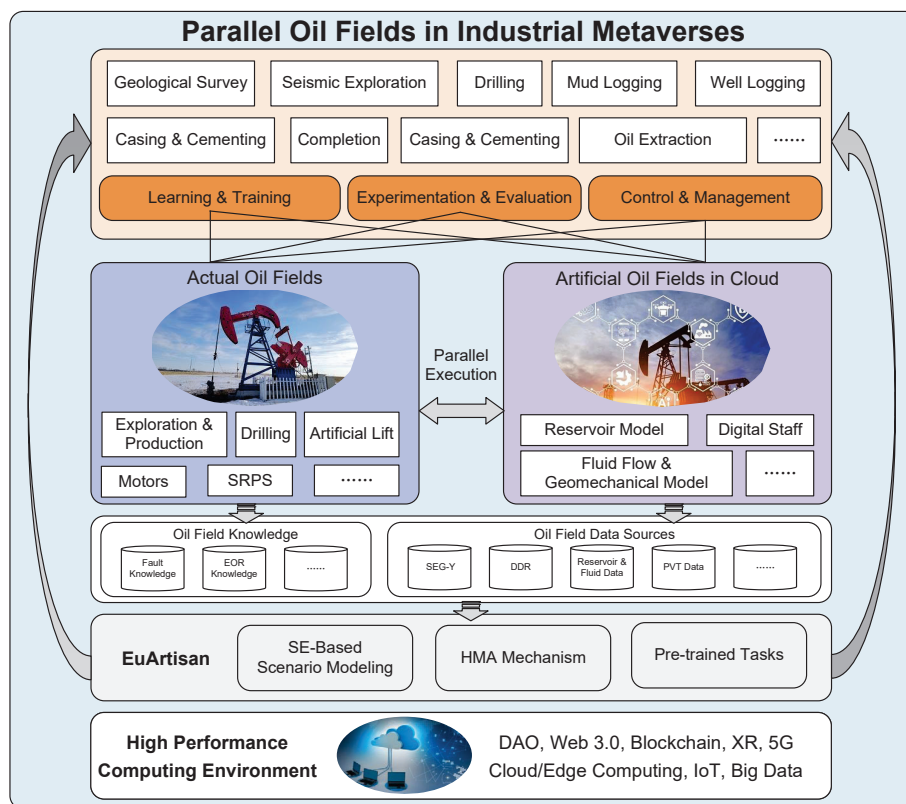 Parallel Oil Fields in Industrial Metaverses
Geological Survey
Seismic Exploration
Drilling
Mud Logging
Well Logging
Casing & Cementing
Completion
Casing & Cementing
Oil Extraction
······
Learning & Training
Experimentation & Evaluation
Control & Management
Actual Oil Fields
Exploration &
Production
Drilling
Artificial Lift
Motors
SRPS
······
Parallel
Execution
Artificial Oil Fields in Cloud
AI
Reservoir Model
Digital Staff
Fluid Flow &
Geomechanical Model
······
Oil Field Knowledge
Fault
Knowledge
EOR
Knowledge
······
Oil Field Data Sources
SEG-Y
DDR
Reservoir &
Fluid Data
PVT Data
······
EuArtisan
SE-Based
Scenario Modeling
HMA Mechanism
Pre-trained Tasks
High Performance
Computing Environment
DAO, Web 3.0, Blockchain, XR, 5G
Cloud/Edge Computing, IoT, Big Data